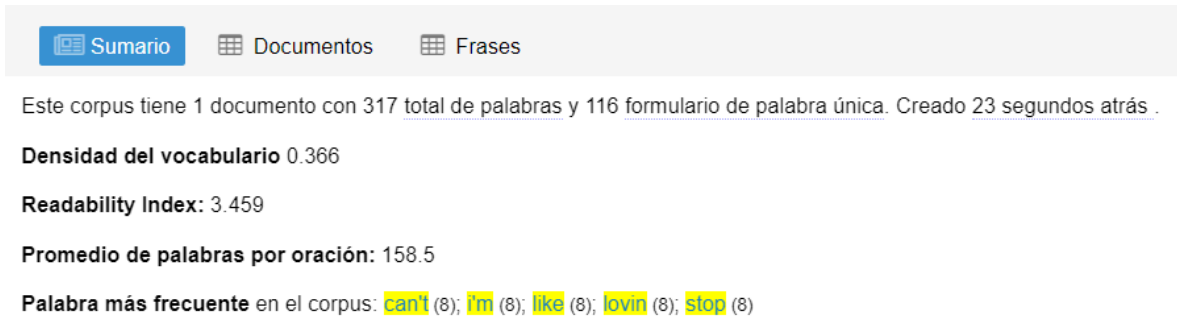 Sumario Documentos Frases
Este corpus tiene 1 documento con 317 total de palabras y 116 formulario de palabra única. Creado 23 segundos atrás .
Densidad del vocabulario 0.366
Readability Index: 3.459
Promedio de palabras por oración: 158.5
Palabra más frecuente en el corpus: can't (8); i'm (8); like (8); lovin (8); stop (8)